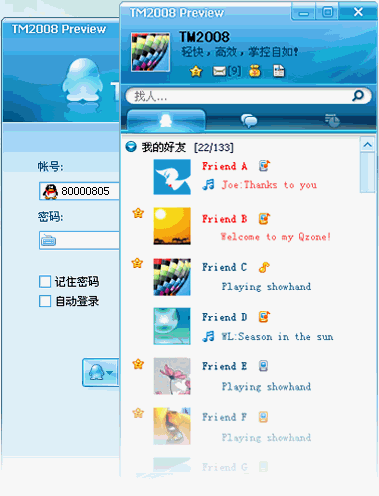 TM2008 Preview
TM2008 Preview
TM2008
轻快，高效，掌控自如！
[9]
找人...
T
帐号:
80000805
密码:
记住密码
自动登录
我的好友 [22/133]
Friend A
Joe:Thanks to you
Friend B
Welcome to my Qzone!
Friend C
Playing showhand
Friend D
WL:Season in the sun
Friend E
Playing showhand
Friend F
Playing showhand
Friend G